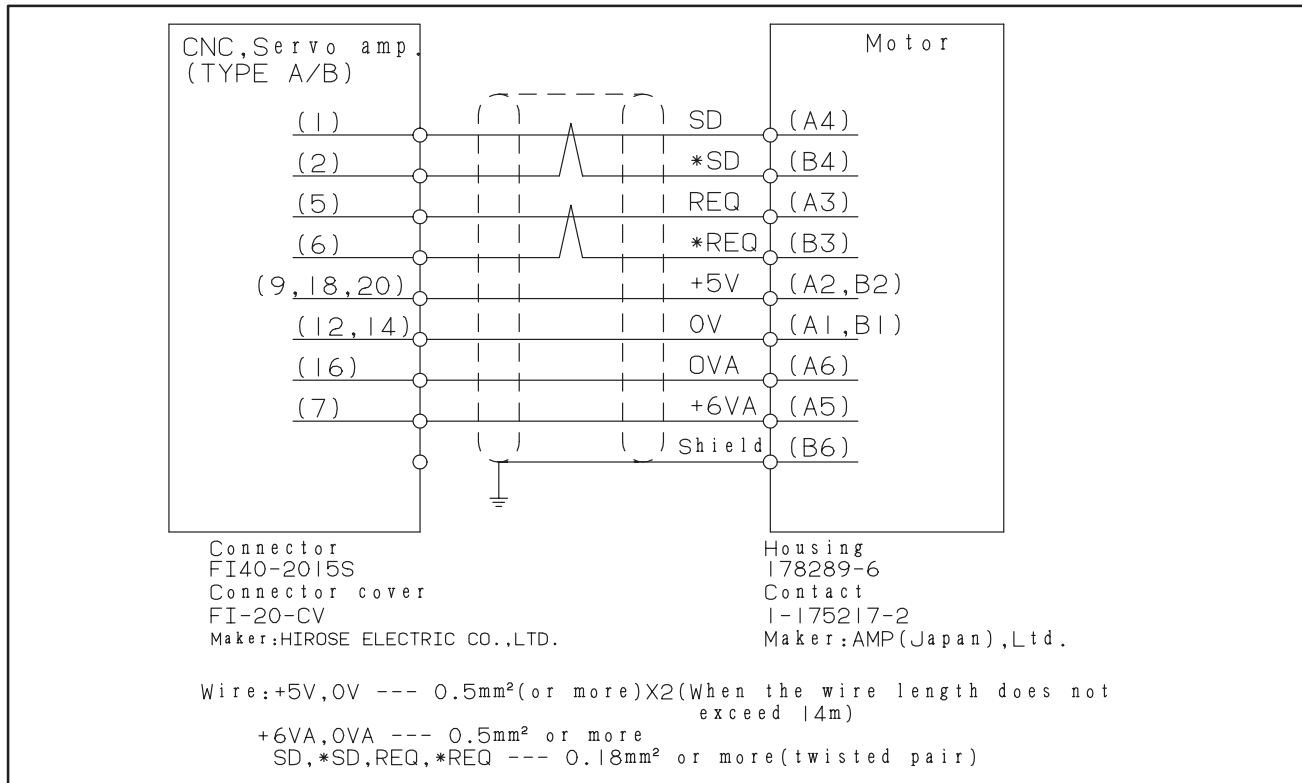 CNC,Servo amp.
(TYPE A/B)
Motor
(1) SD (A4)
(2) *SD (B4)
(5) REQ (A3)
(6) *REQ (B3)
(9,18,20) +5V (A2,B2)
(12,14) 0V (A1,B1)
(16) 0VA (A6)
(7) +6VA (A5)
Shield (B6)
Connector
FI40-2015S
Connector cover
FI-20-CV
Maker:HIROSE ELECTRIC CO.,LTD.
Housing
178289-6
Contact
1-175217-2
Maker:AMP(Japan),Ltd.
Wire:+5V,0V --- 0.5mm²(or more)X2(When the wire length does not
exceed 14m)
+6VA,0VA --- 0.5mm² or more
SD,*SD,REQ,*REQ --- 0.18mm² or more(twisted pair)